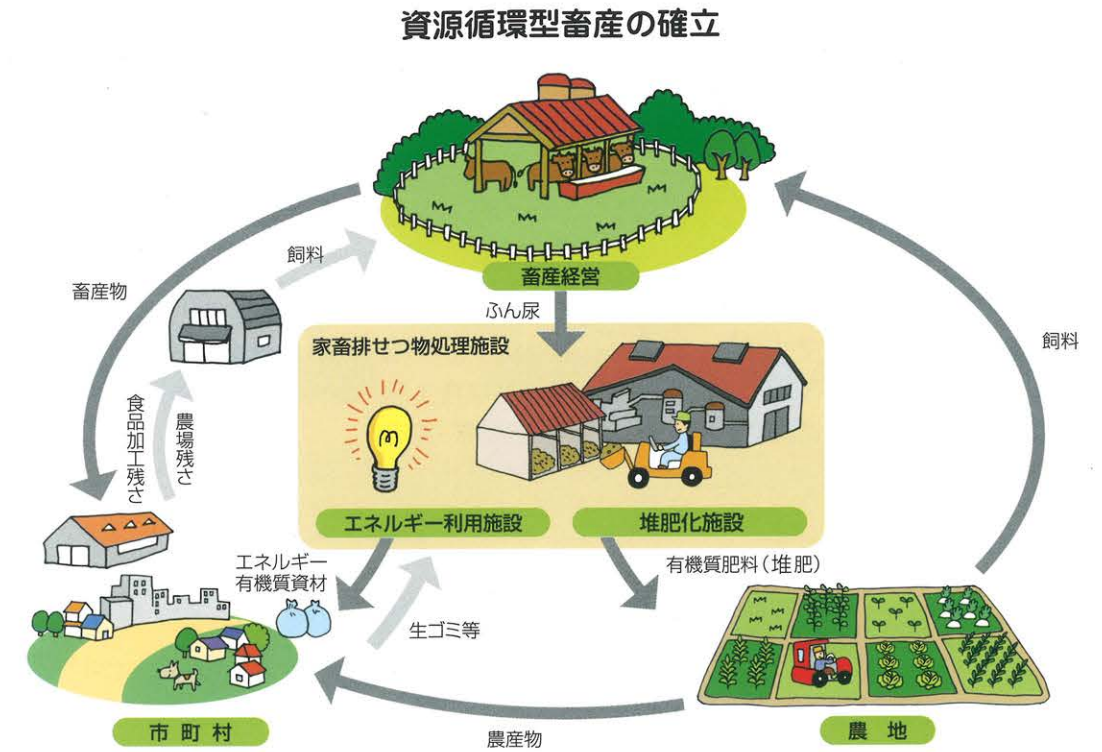 資源循環型畜産の確立
畜産経営
飼料
畜産物
ふん尿
飼料
家畜排せつ物処理施設
食品加工残さ
農場残さ
エネルギー利用施設
堆肥化施設
エネルギー
有機質資材
有機質肥料(堆肥)
生ゴミ等
市町村
農産物
農地